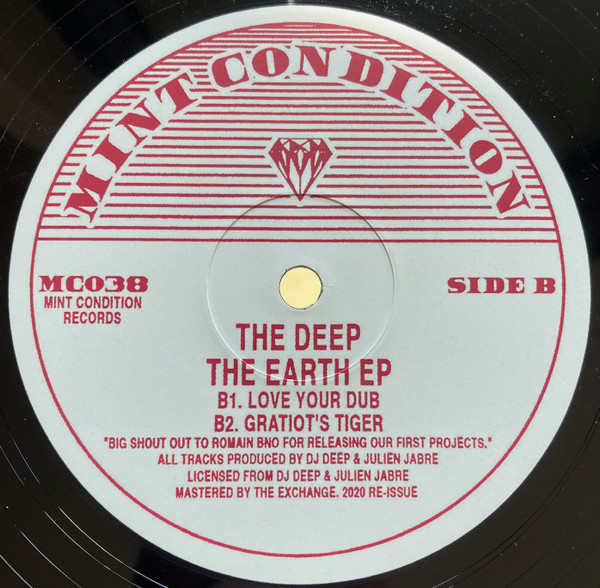 MINT CONDITION
MC038
MINT CONDITION
RECORDS
SIDE B
THE DEEP
THE EARTH EP
B1. LOVE YOUR DUB
B2. GRATIOT'S TIGER
"BIG SHOUT OUT TO ROMAIN BNO FOR RELEASING OUR FIRST PROJECTS."
ALL TRACKS PRODUCED BY DJ DEEP & JULIEN JABRE
LICENSED FROM DJ DEEP & JULIEN JABRE
MASTERED BY THE EXCHANGE. 2020 RE-ISSUE